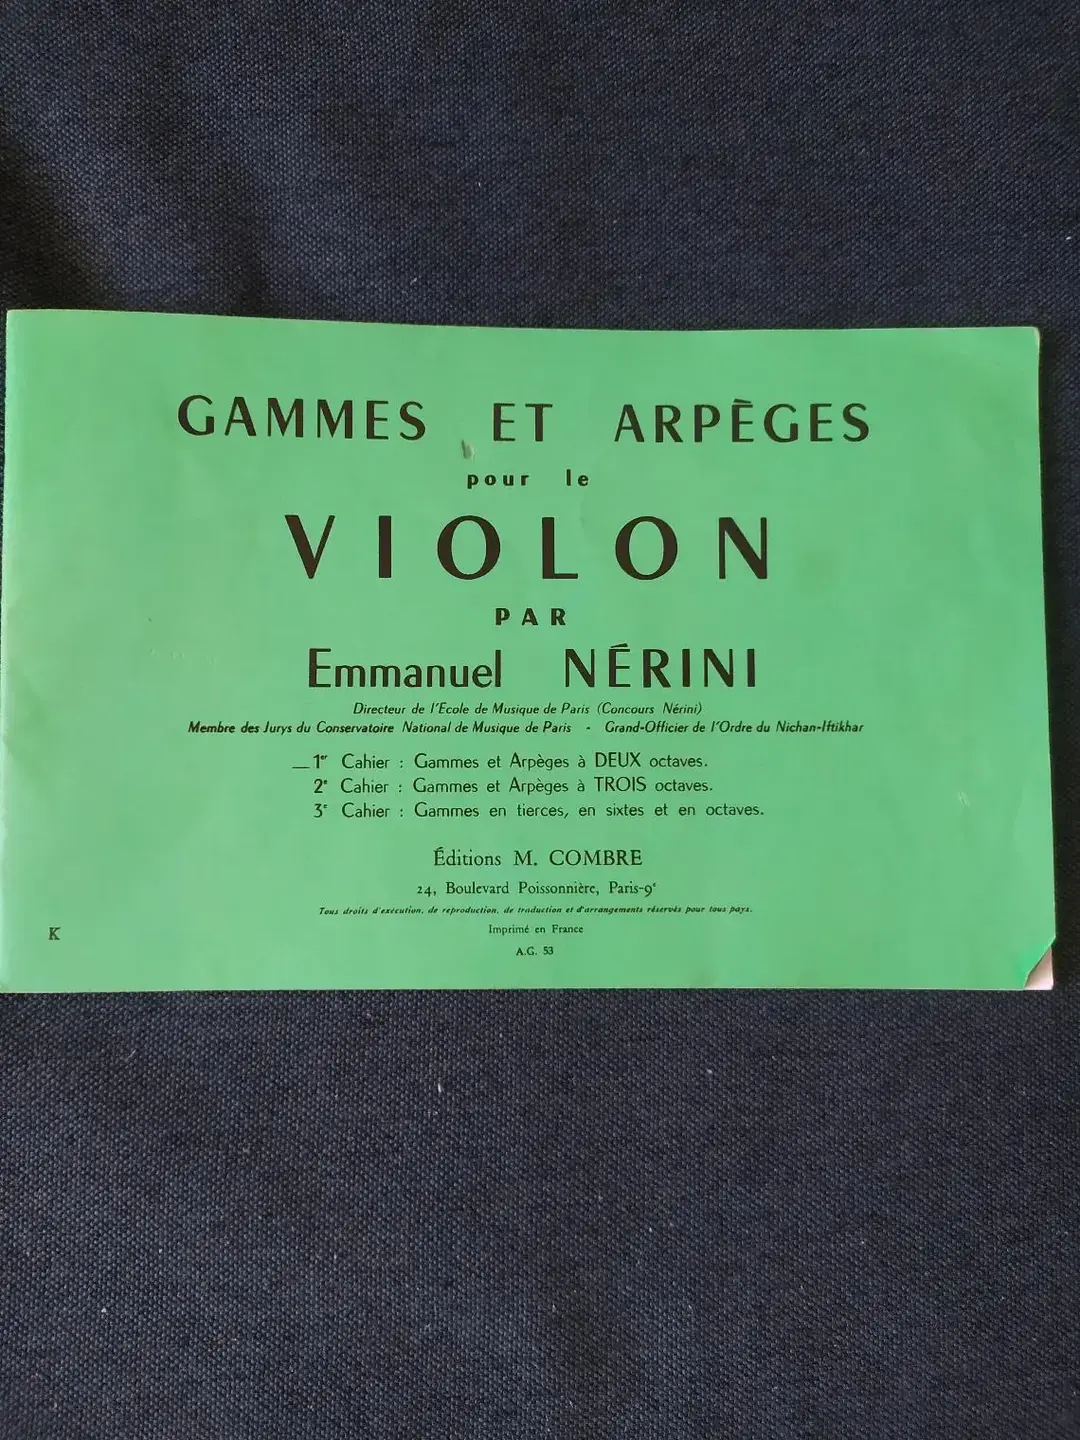 GAMMES ET ARPÈGES
pour le
VIOLON
PAR
Emmanuel NÉRINI
Directeur de l'Ecole de Musique de Paris (Concours Nérini)
Membre des Jurys du Conservatoire National de Musique de Paris - Grand-Officier de l'Ordre du Nichan-Iftikhar
1er Cahier : Gammes et Arpèges à DEUX octaves.
2e Cahier : Gammes et Arpèges à TROIS octaves.
3e Cahier : Gammes en tierces, en sixtes et en octaves.
Éditions M. COMBRE
24, Boulevard Poissonnière, Paris-9e
Tous droits d'exécution, de reproduction, de traduction et d'arrangements réservés pour tous pays.
Imprimé en France
K
A.G. 53